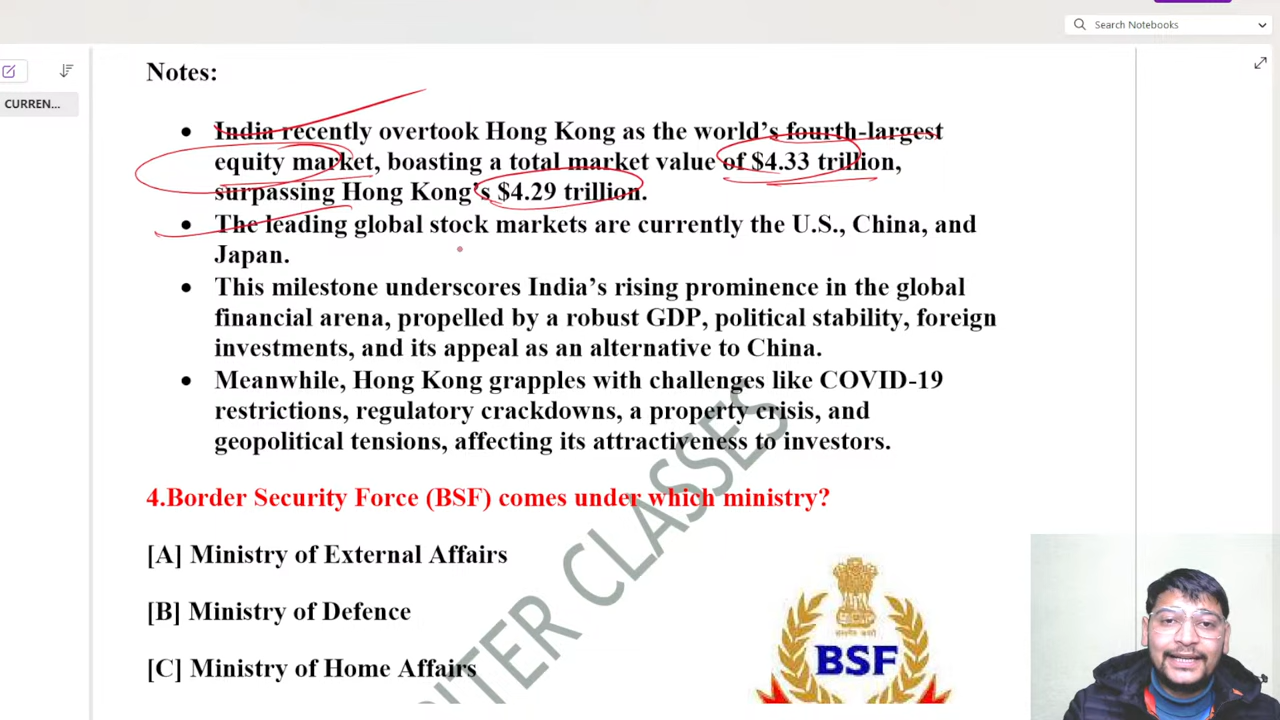 Search Notebooks
CURREN...
Notes:
• India recently overtook Hong Kong as the world's fourth-largest
equity market, boasting a total market value of $4.33 trillion,
surpassing Hong Kong's $4.29 trillion.
• The leading global stock markets are currently the U.S., China, and
Japan.
• This milestone underscores India's rising prominence in the global
financial arena, propelled by a robust GDP, political stability, foreign
investments, and its appeal as an alternative to China.
• Meanwhile, Hong Kong grapples with challenges like COVID-19
restrictions, regulatory crackdowns, a property crisis, and
geopolitical tensions, affecting its attractiveness to investors.
4.Border Security Force (BSF) comes under which ministry?
[A] Ministry of External Affairs
[B] Ministry of Defence
[C] Ministry of Home Affairs
BSF
CLASSES